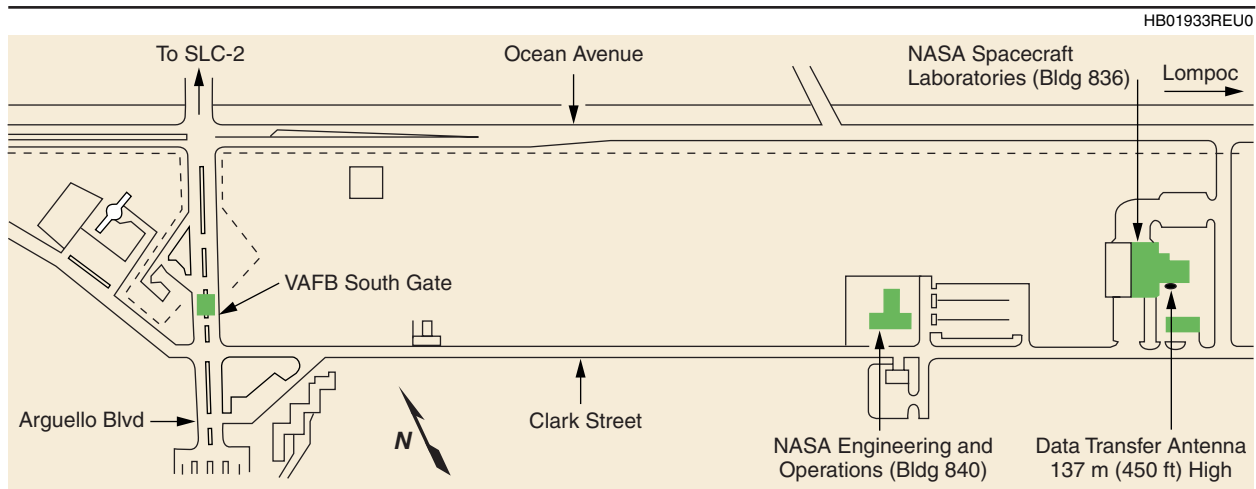 HB01933REU0
To SLC-2
Ocean Avenue
NASA Spacecraft
Laboratories (Bldg 836)
Lompoc
VAFB South Gate
Arguello Blvd
N
Clark Street
NASA Engineering and
Operations (Bldg 840)
Data Transfer Antenna
137 m (450 ft) High